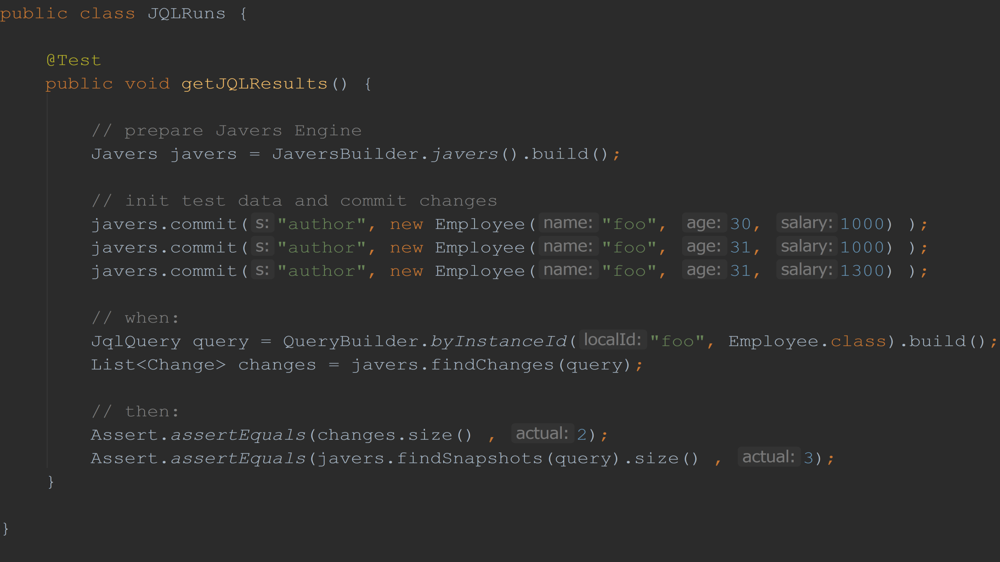 public class JQLRuns {
@Test
public void getJQLResults() {
// prepare Javers Engine
Javers javers = JaversBuilder.javers().build();
// init test data and commit changes
javers.commit( s: "author", new Employee( name: "foo", age: 30, salary: 1000) );
javers.commit( s: "author", new Employee( name: "foo", age: 31, salary: 1000) );
javers.commit( s: "author", new Employee( name: "foo", age: 31, salary: 1300) );
// when:
JqlQuery query = QueryBuilder.byInstanceId( localId: "foo", Employee.class).build();
List<Change> changes = javers.findChanges(query);
// then:
Assert.assertEquals(changes.size() , actual: 2);
Assert.assertEquals(javers.findSnapshots(query).size() , actual: 3);
}
}